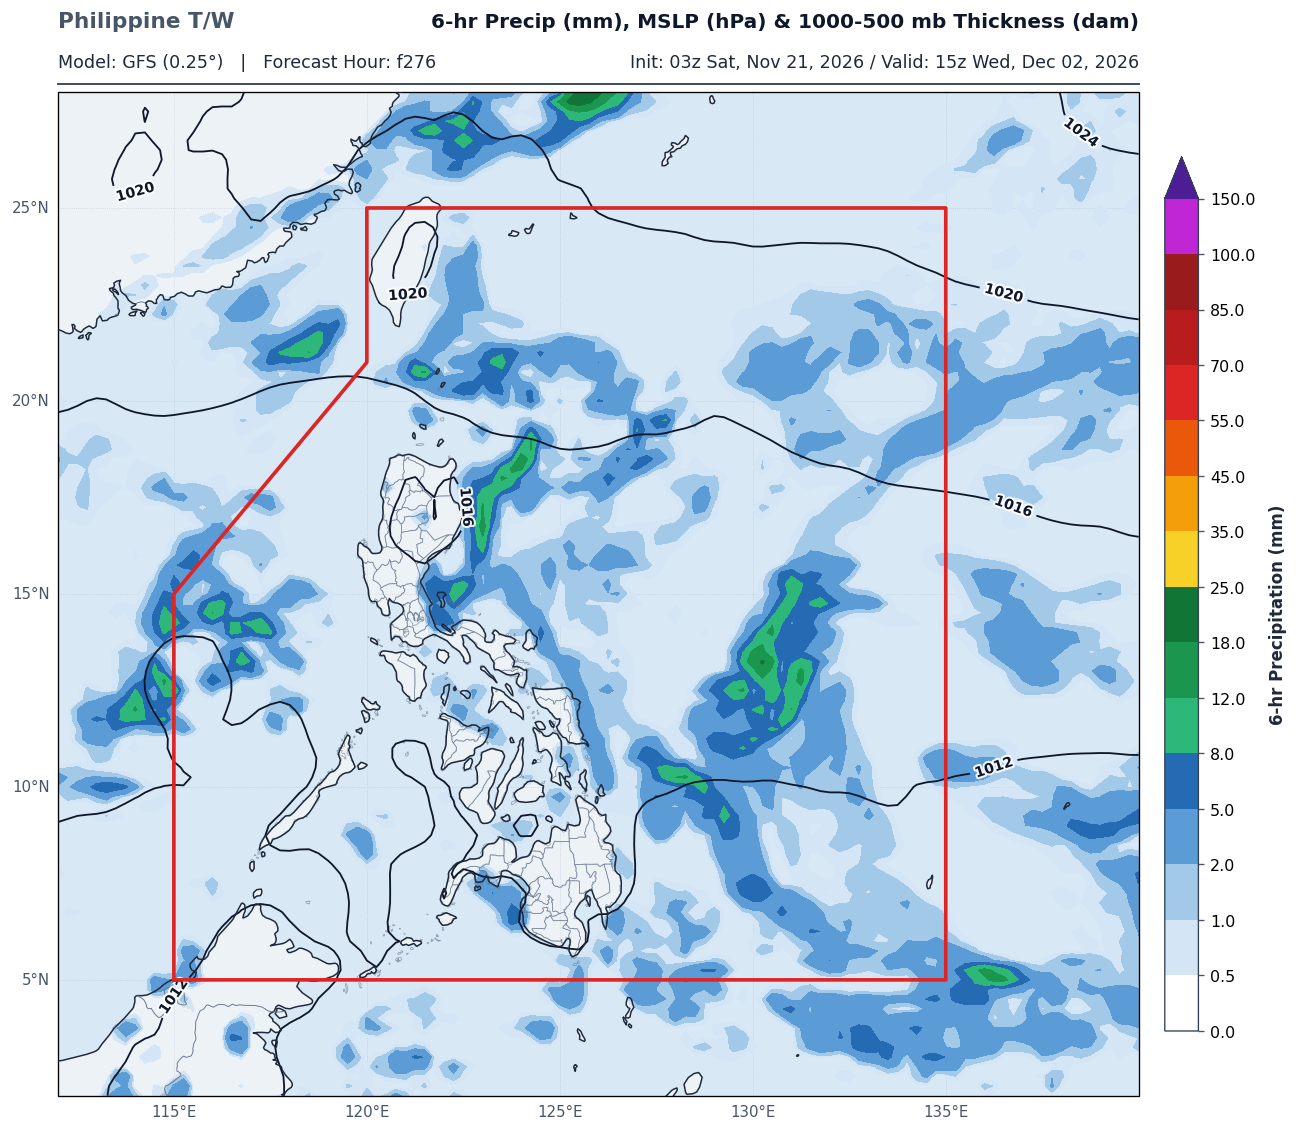 Philippine T/W
6-hr Precip (mm), MSLP (hPa) & 1000-500 mb Thickness (dam)
Model: GFS (0.25°) | Forecast Hour: f276
Init: 03z Sat, Nov 21, 2026 / Valid: 15z Wed, Dec 02, 2026
1024
1020
1020
1020
1016
1016
1012
1012
25°N
20°N
15°N
10°N
5°N
115°E
120°E
125°E
130°E
135°E
150.0
100.0
85.0
70.0
55.0
45.0
35.0
25.0
18.0
12.0
8.0
5.0
2.0
1.0
0.5
0.0
6-hr Precipitation (mm)